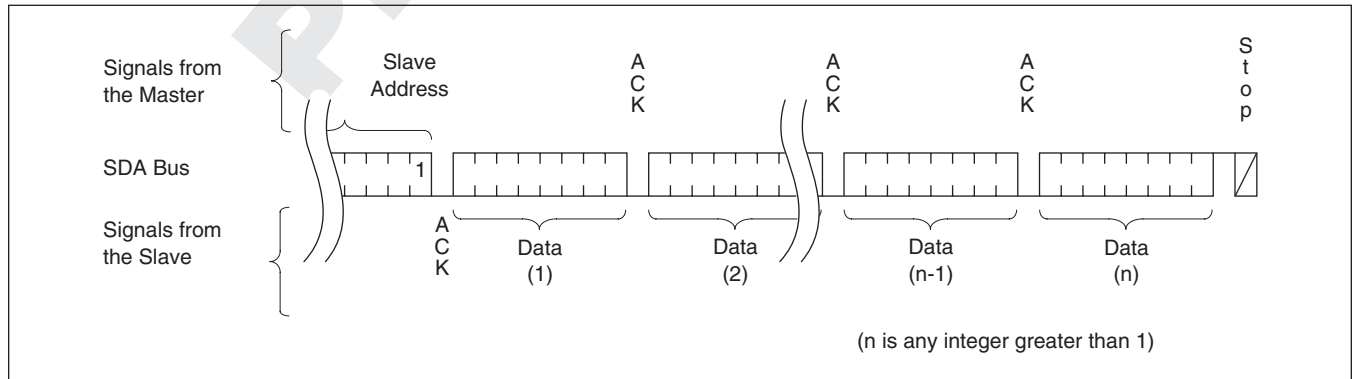 Signals from
the Master
Slave
Address
A
C
K
A
C
K
A
C
K
S
t
o
p
SDA Bus
1
Signals from
the Slave
A
C
K
Data
(1)
Data
(2)
Data
(n-1)
Data
(n)
(n is any integer greater than 1)